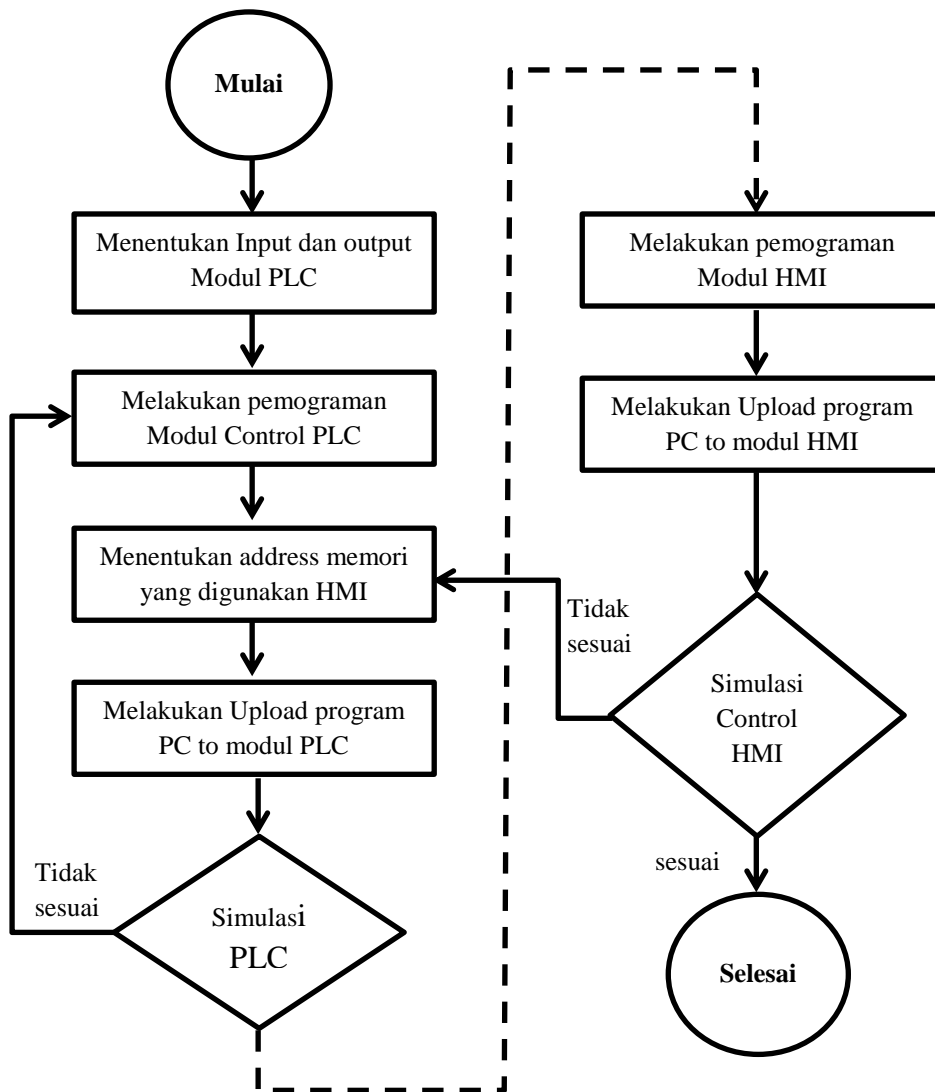 Mulai
Menentukan Input dan output
Modul PLC
Melakukan pemograman
Modul Control PLC
Menentukan address memori
yang digunakan HMI
Melakukan Upload program
PC to modul PLC
Tidak
sesuai
Simulasi
PLC
Melakukan pemograman
Modul HMI
Melakukan Upload program
PC to modul HMI
Tidak
sesuai
Simulasi
Control
HMI
sesuai
Selesai